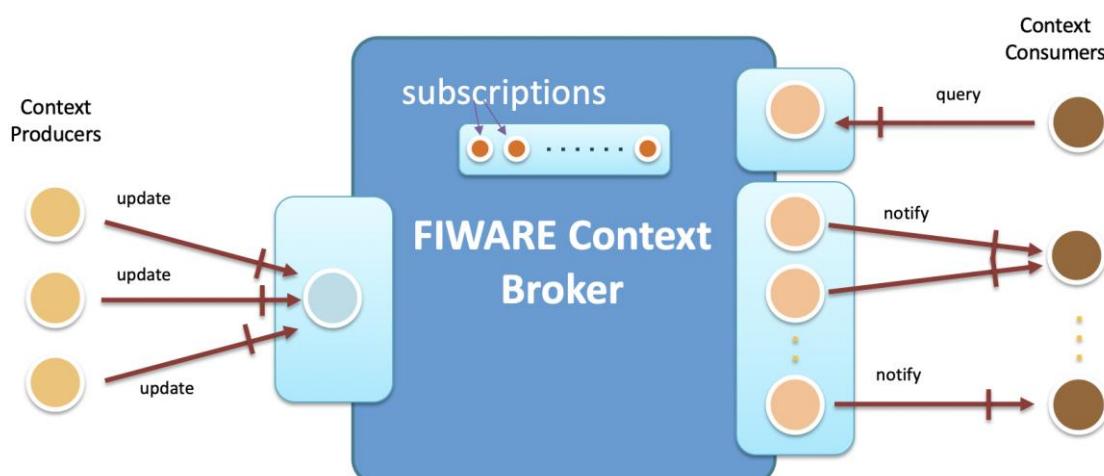 Context
Producers
update
update
update
subscriptions
FIWARE Context
Broker
Context
Consumers
query
notify
notify